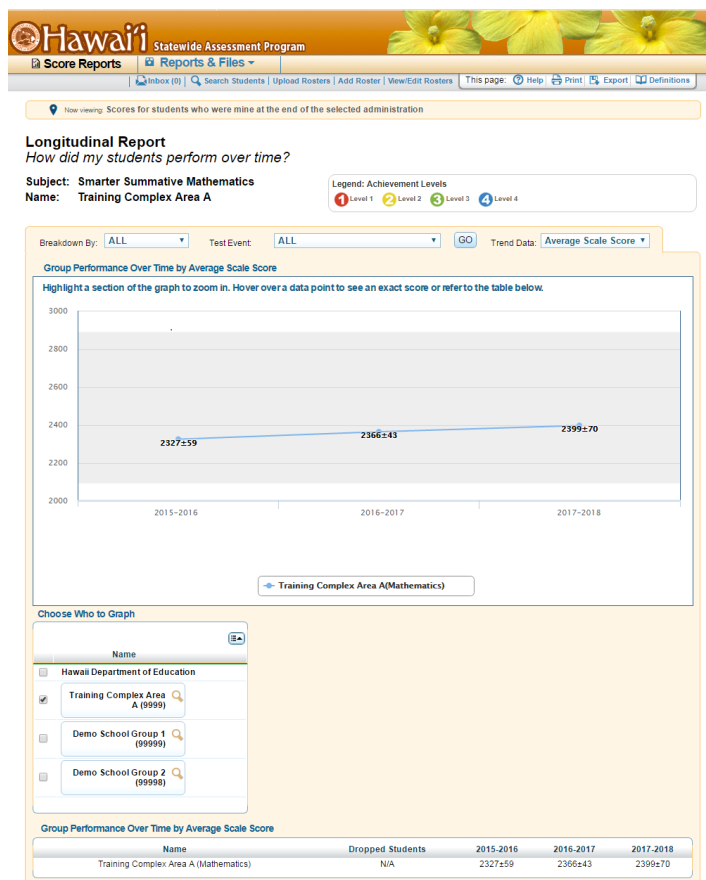 Hawai'i Statewide Assessment Program
Score Reports Reports & Files
Inbox (0) | Search Students | Upload Rosters | Add Roster | View/Edit Rosters This page: Help Print Export Definitions
Now viewing: Scores for students who were mine at the end of the selected administration
Longitudinal Report
How did my students perform over time?
Subject: Smarter Summative Mathematics
Name: Training Complex Area A
Legend: Achievement Levels
1 Level 1 2 Level 2 3 Level 3 4 Level 4
Breakdown By: ALL Test Event: ALL GO Trend Data: Average Scale Score
Group Performance Over Time by Average Scale Score
Highlight a section of the graph to zoom in. Hover over a data point to see an exact score or refer to the table below.
3000
2800
2600
2400
2327±59 2366±43 2399±70
2200
2000
2015-2016 2016-2017 2017-2018
Training Complex Area A(Mathematics)
Choose Who to Graph
Name
Hawaii Department of Education
Training Complex Area
A (9999)
Demo School Group 1
(99999)
Demo School Group 2
(99998)
Group Performance Over Time by Average Scale Score
Name Dropped Students 2015-2016 2016-2017 2017-2018
Training Complex Area A (Mathematics) N/A 2327±59 2366±43 2399±70